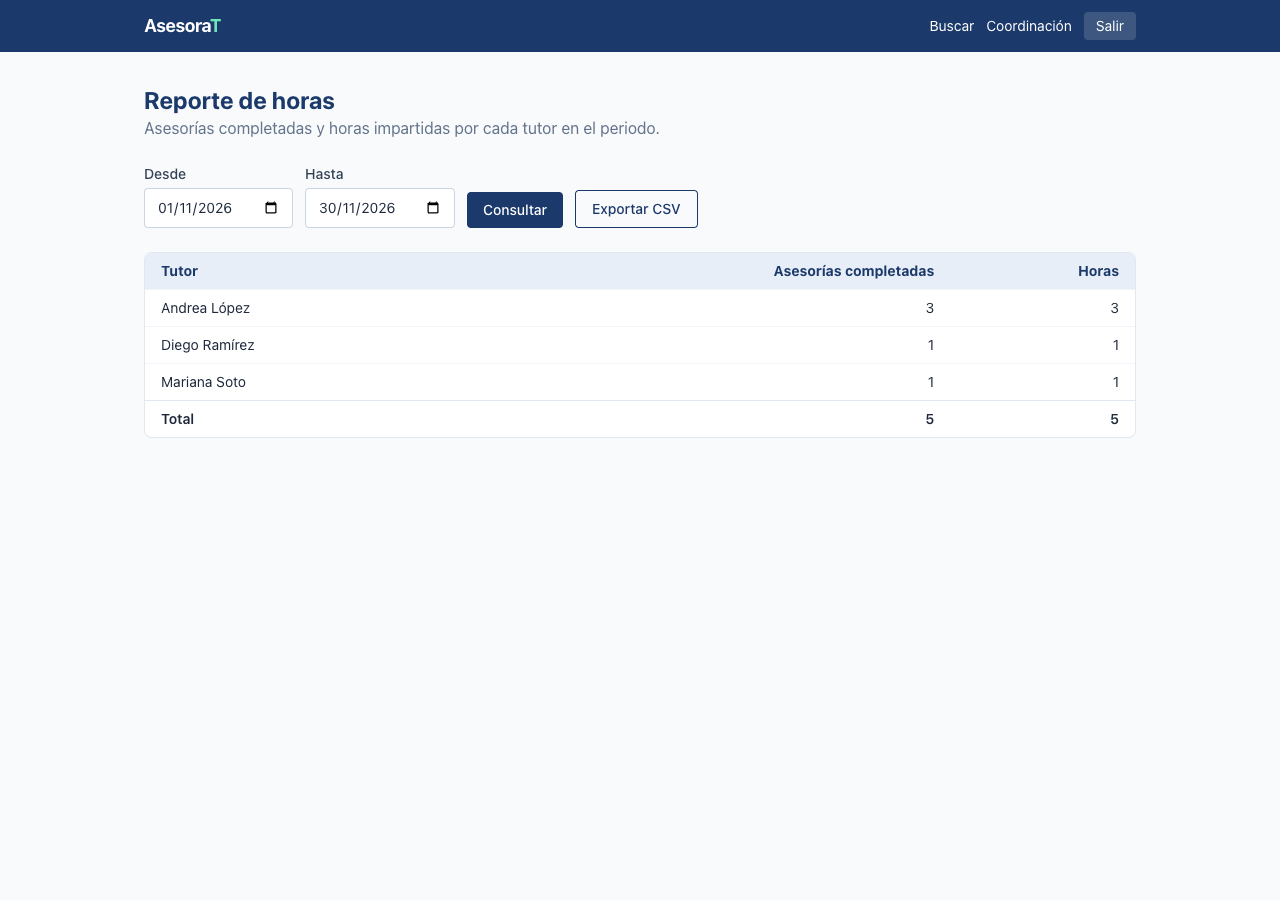 AsesoraT
Buscar Coordinación Salir
Reporte de horas
Asesorías completadas y horas impartidas por cada tutor en el periodo.
Desde Hasta
01/11/2026 30/11/2026 Consultar Exportar CSV
Tutor Asesorías completadas Horas
Andrea López 3 3
Diego Ramírez 1 1
Mariana Soto 1 1
Total 5 5